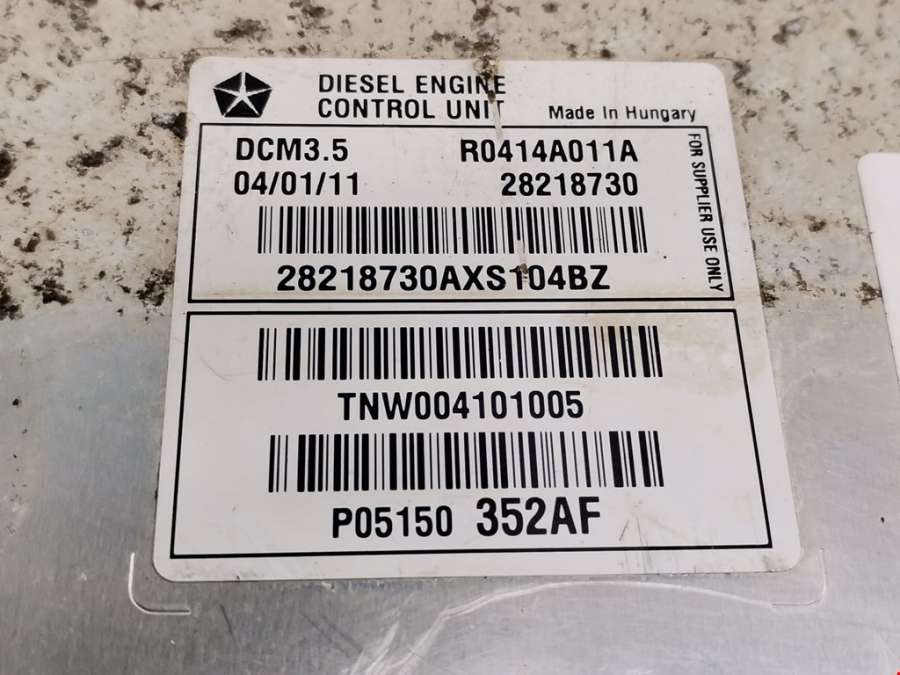 DIESEL ENGINE
CONTROL UNIT
Made In Hungary
DCM3.5 R0414A011A
04/01/11 28218730
28218730AXS104BZ
FOR SUPPLIER USE ONLY
TNW004101005
P05150 352AF